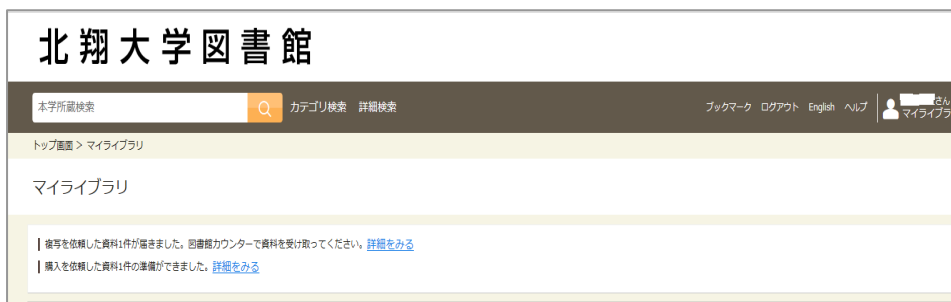 北翔大学図書館
本学所蔵検索 カテゴリ検索 詳細検索 ブックマーク ログアウト English ヘルプ さん
マイライブラ
トップ画面 > マイライブラリ
マイライブラリ
複写を依頼した資料1件が届きました。図書館カウンターで資料を受け取ってください。詳細をみる
購入を依頼した資料1件の準備ができました。詳細をみる